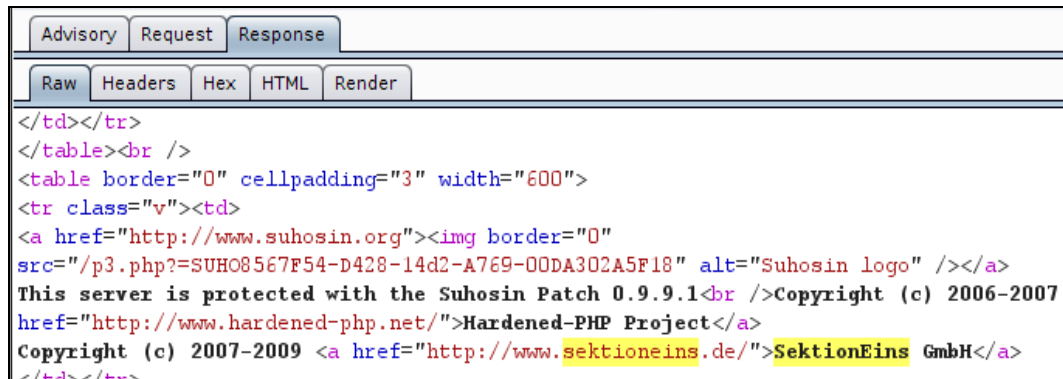 Advisory Request Response
Raw Headers Hex HTML Render
</td></tr>
</table><br />
<table border="0" cellpadding="3" width="600">
<tr class="v"><td>
<a href="http://www.suhosin.org"><img border="0"
src="/p3.php?=SUHO8567F54-D428-14d2-A769-00DA302A5F18" alt="Suhosin logo" /></a>
This server is protected with the Suhosin Patch 0.9.9.1<br />Copyright (c) 2006-2007
href="http://www.hardened-php.net/">Hardened-PHP Project</a>
Copyright (c) 2007-2009 <a href="http://www.sektioneins.de/">SektionEins GmbH</a>
</td></tr>